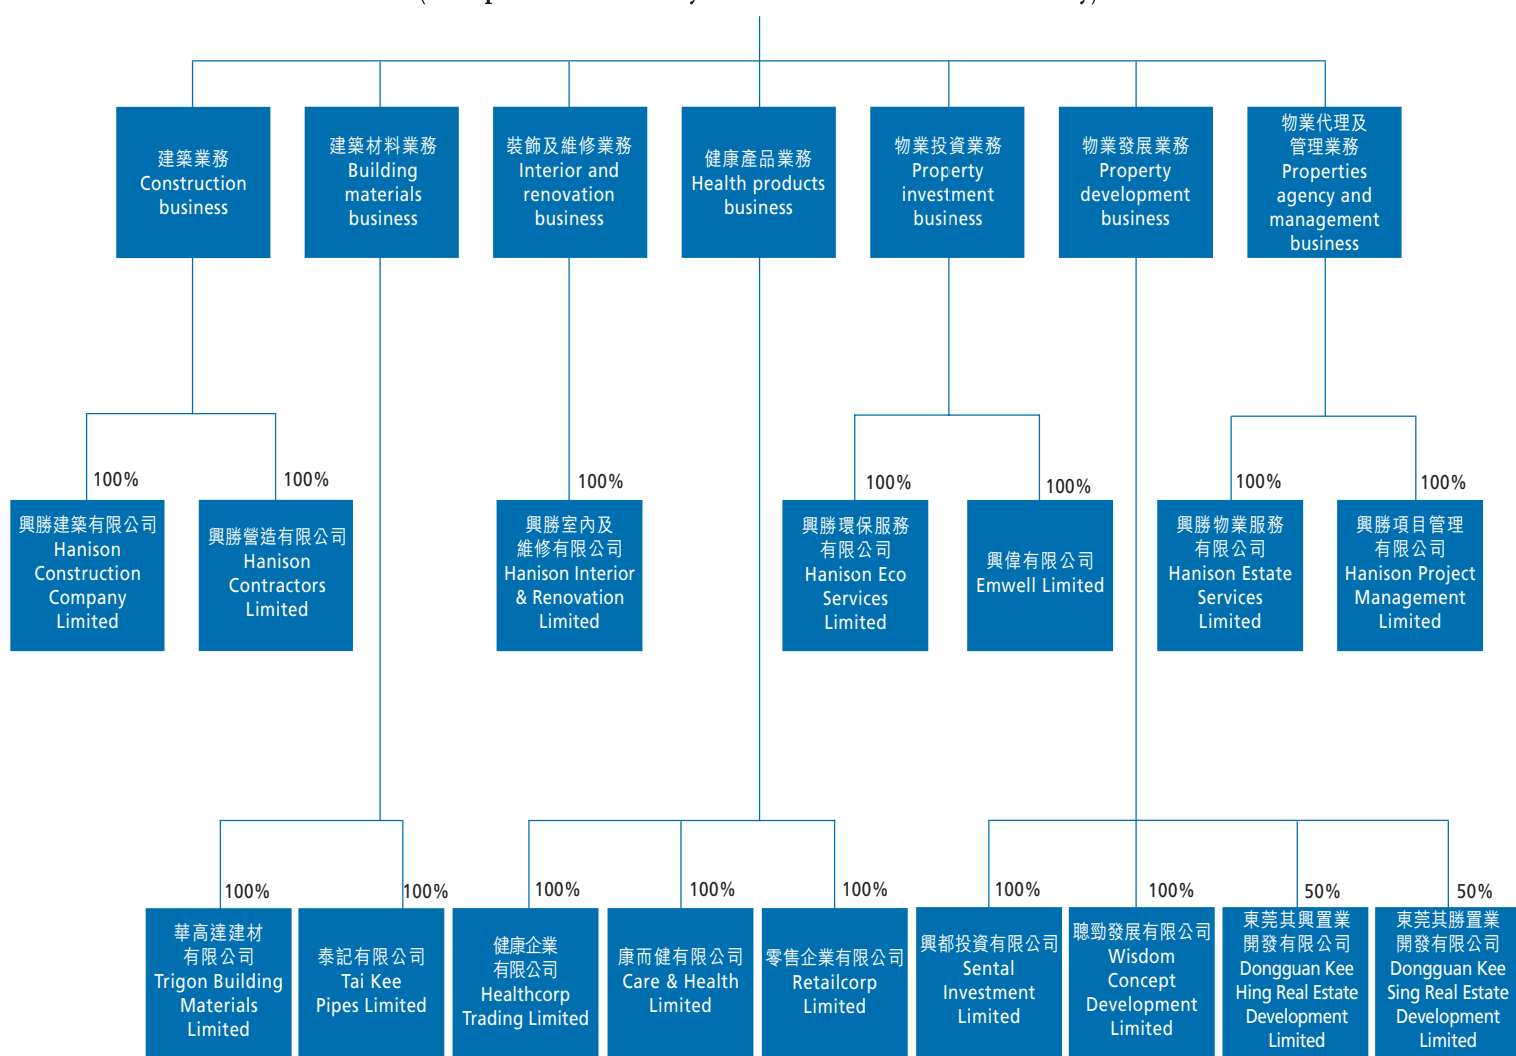 建築業務
Construction
business
建築材料業務
Building
materials
business
裝飾及維修業務
Interior and
renovation
business
健康產品業務
Health products
business
物業投資業務
Property
investment
business
物業發展業務
Property
development
business
物業代理及
管理業務
Properties
agency and
management
business
100%
興勝建築有限公司
Hanison
Construction
Company
Limited
100%
興勝營造有限公司
Hanison
Contractors
Limited
100%
興勝室內及
維修有限公司
Hanison Interior
& Renovation
Limited
100%
興勝環保服務
有限公司
Hanison Eco
Services
Limited
100%
興偉有限公司
Emwell Limited
100%
興勝物業服務
有限公司
Hanison Estate
Services
Limited
100%
興勝項目管理
有限公司
Hanison Project
Management
Limited
100%
華高達建材
有限公司
Trigon Building
Materials
Limited
100%
泰記有限公司
Tai Kee
Pipes Limited
100%
健康企業
有限公司
Healthcorp
Trading Limited
100%
康而健有限公司
Care & Health
Limited
100%
零售企業有限公司
Retailcorp
Limited
100%
興都投資有限公司
Sental
Investment
Limited
100%
聰勁發展有限公司
Wisdom
Concept
Development
Limited
50%
東莞其興置業
開發有限公司
Dongguan Kee
Hing Real Estate
Development
Limited
50%
東莞其勝置業
開發有限公司
Dongguan Kee
Sing Real Estate
Development
Limited